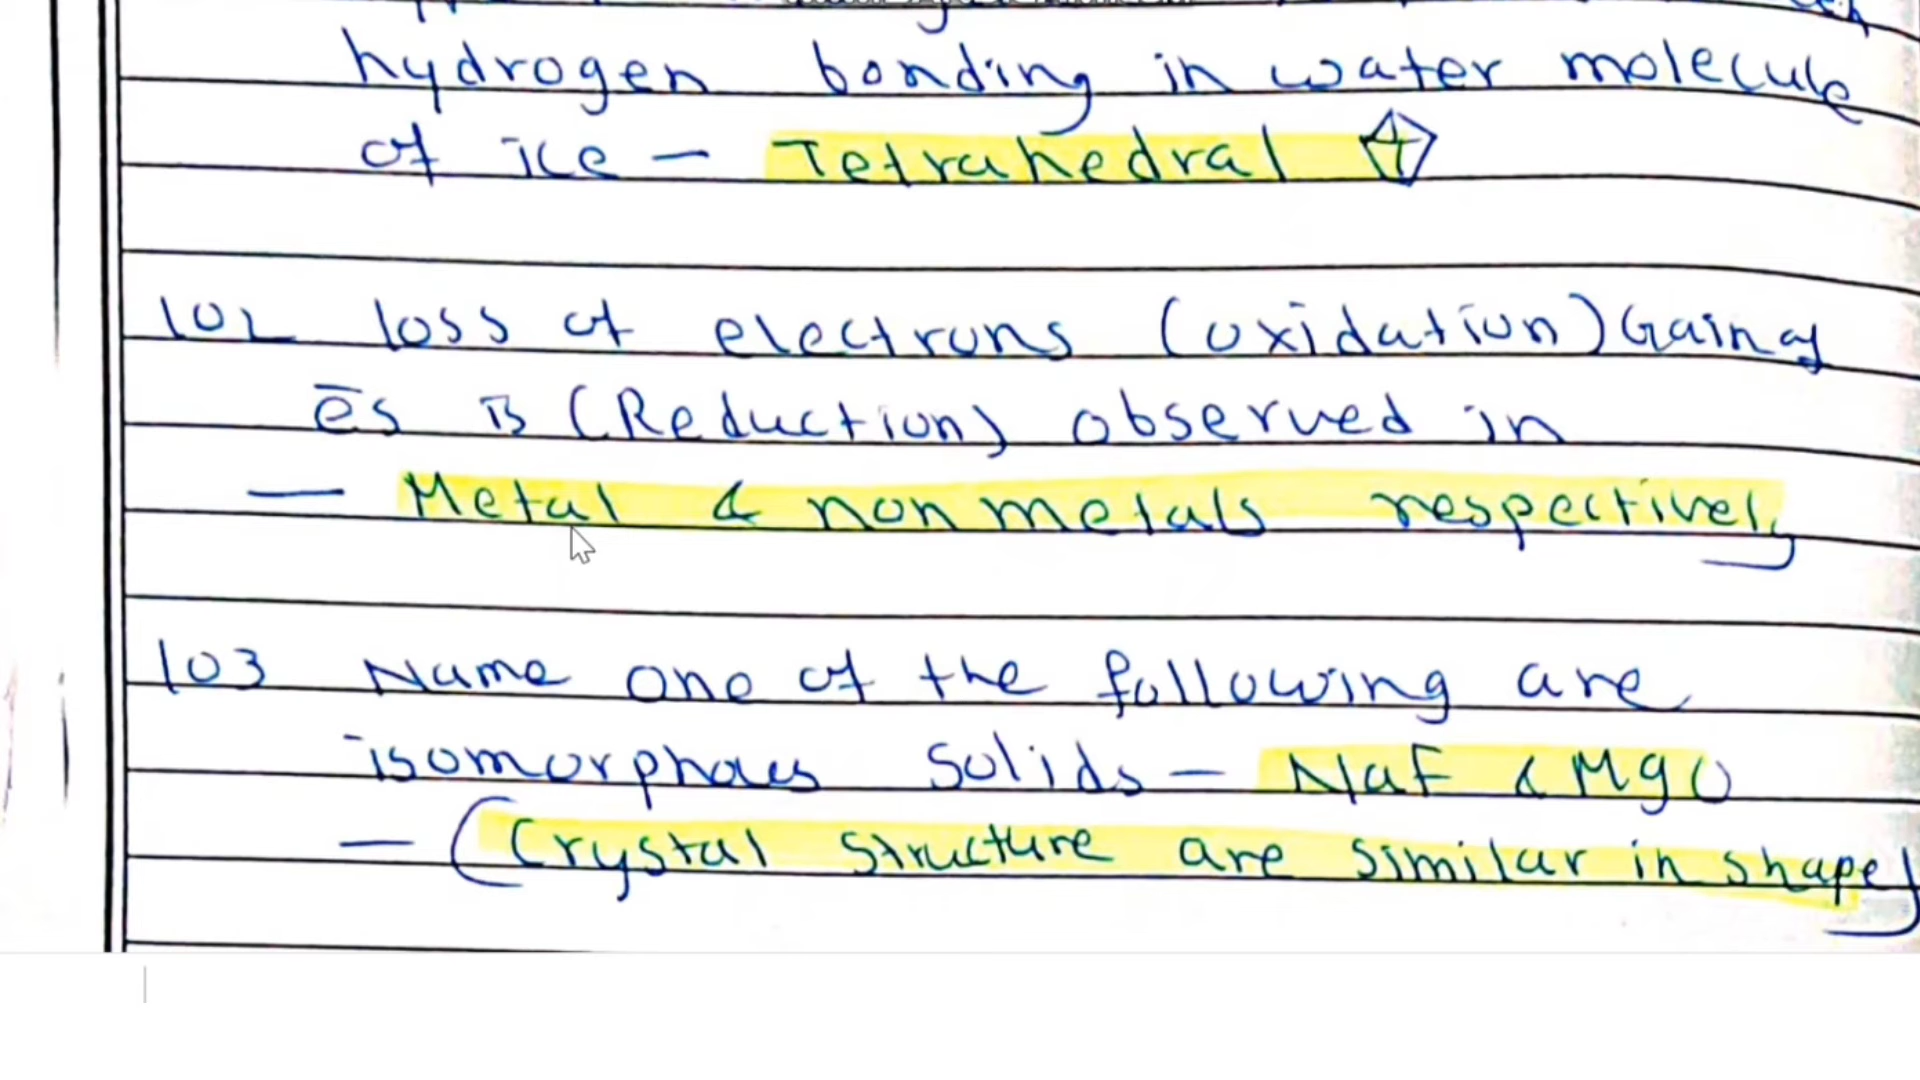 hydrogen bonding in water molecule
of ice - Tetrahedral
102 loss of electrons (oxidation) Gain of
ēs is (Reduction) observed in
— Metal & non metals respectively
103 Name one of the following are
isomorphous solids - NaF & MgO
— (Crystal structure are similar in shape)